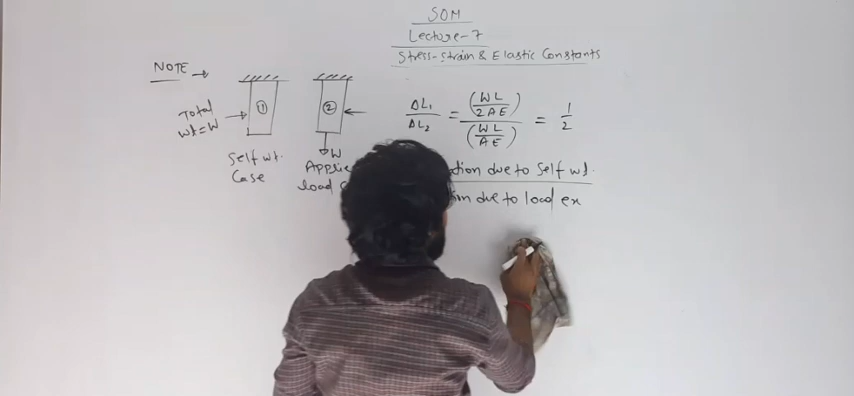 SOM
Lecture-7
Stress-strain & Elastic Constants
NOTE
Total
wt=W
①
②
W
Self wt.
Case
load
ΔL₁/ΔL₂ = (WL/2AE)/(WL/AE) = 1/2
due to Self wt.
due to load ex